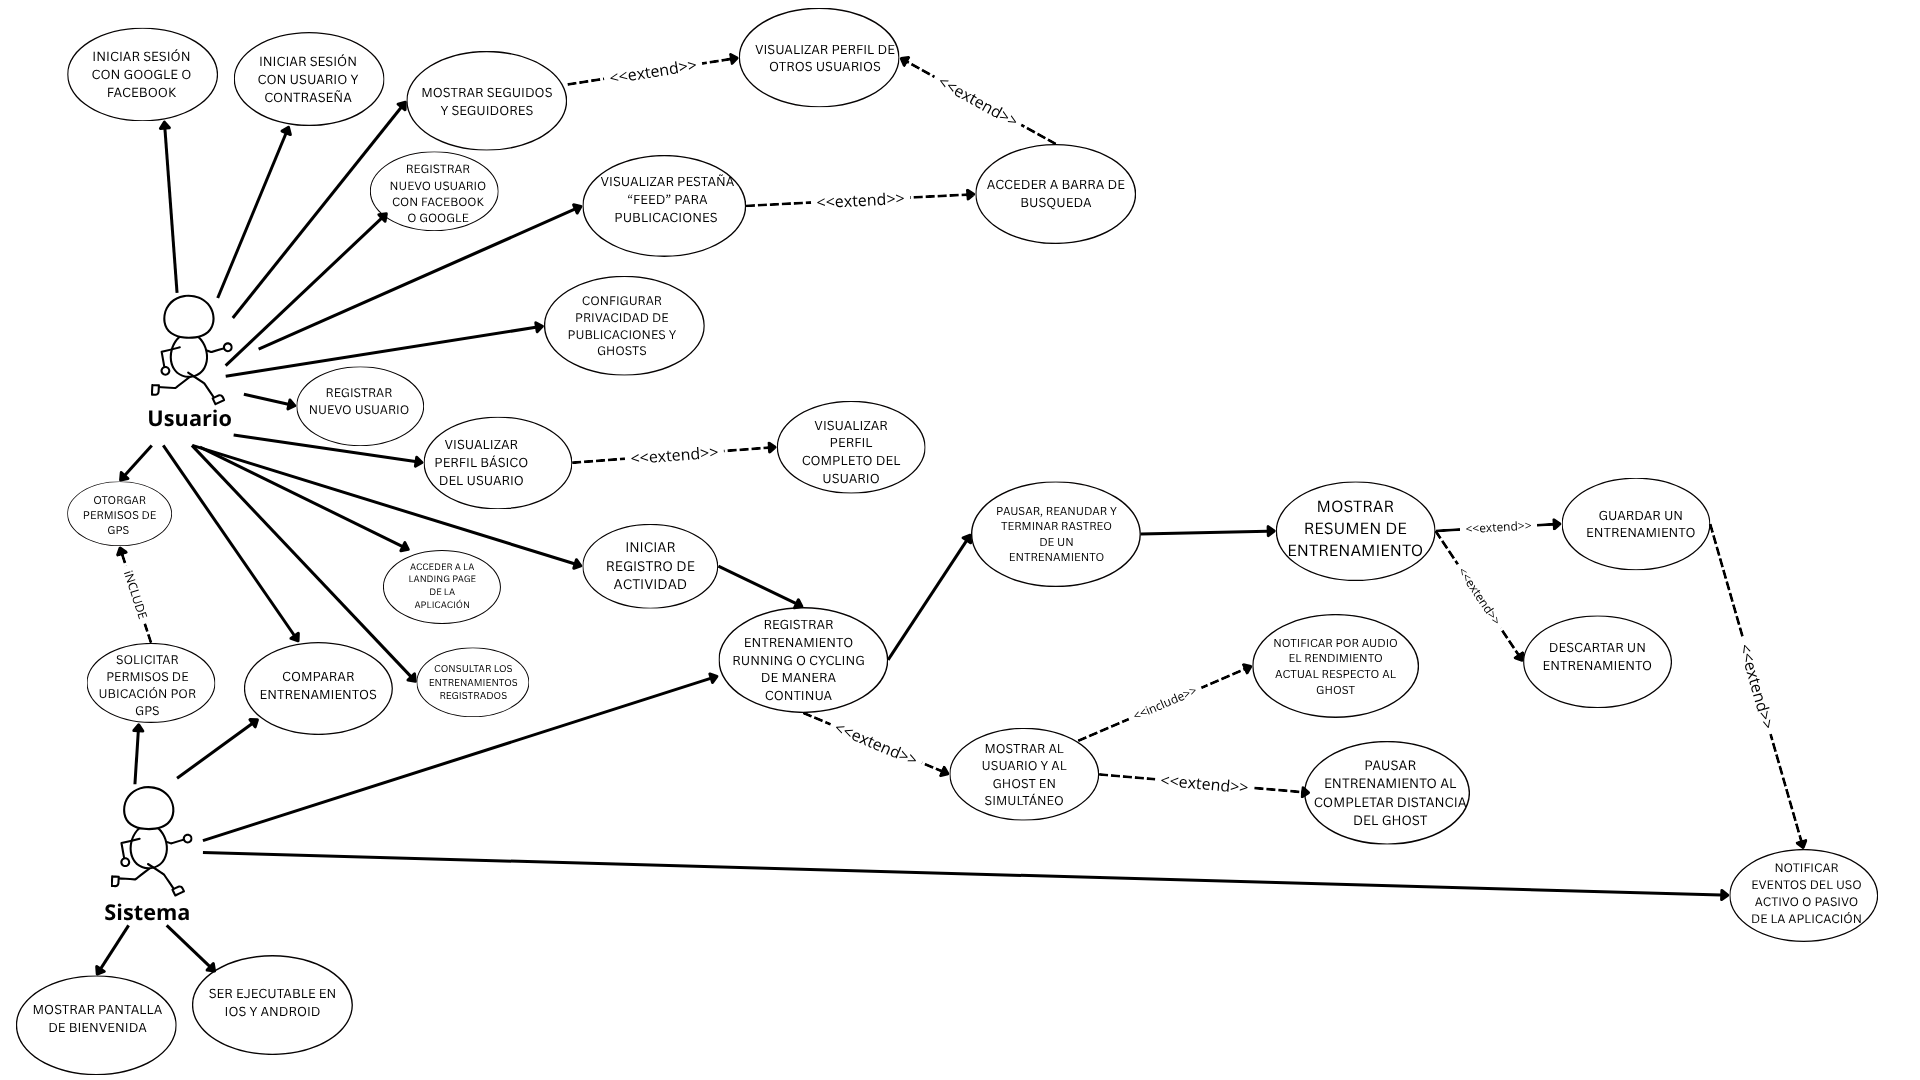 INICIAR SESIÓN
CON GOOGLE O
FACEBOOK
INICIAR SESIÓN
CON USUARIO Y
CONTRASEÑA
MOSTRAR SEGUIDOS
Y SEGUIDORES
<<extend>>
VISUALIZAR PERFIL DE
OTROS USUARIOS
<<extend>>
REGISTRAR
NUEVO USUARIO
CON FACEBOOK
O GOOGLE
VISUALIZAR PESTAÑA
“FEED” PARA
PUBLICACIONES
<<extend>>
ACCEDER A BARRA DE
BUSQUEDA
CONFIGURAR
PRIVACIDAD DE
PUBLICACIONES Y
GHOSTS
REGISTRAR
NUEVO USUARIO
Usuario
VISUALIZAR
PERFIL BÁSICO
DEL USUARIO
<<extend>>
VISUALIZAR
PERFIL
COMPLETO DEL
USUARIO
OTORGAR
PERMISOS DE
GPS
iNCLUDE
SOLICITAR
PERMISOS DE
UBICACIÓN POR
GPS
COMPARAR
ENTRENAMIENTOS
ACCEDER A LA
LANDING PAGE
DE LA
APLICACIÓN
CONSULTAR LOS
ENTRENAMIENTOS
REGISTRADOS
INICIAR
REGISTRO DE
ACTIVIDAD
REGISTRAR
ENTRENAMIENTO
RUNNING O CYCLING
DE MANERA
CONTINUA
PAUSAR, REANUDAR Y
TERMINAR RASTREO
DE UN
ENTRENAMIENTO
MOSTRAR
RESUMEN DE
ENTRENAMIENTO
<<extend>>
GUARDAR UN
ENTRENAMIENTO
<<extend>>
DESCARTAR UN
ENTRENAMIENTO
<<extend>>
<<extend>>
MOSTRAR AL
USUARIO Y AL
GHOST EN
SIMULTÁNEO
<<include>>
NOTIFICAR POR AUDIO
EL RENDIMIENTO
ACTUAL RESPECTO AL
GHOST
<<extend>>
PAUSAR
ENTRENAMIENTO AL
COMPLETAR DISTANCIA
DEL GHOST
NOTIFICAR
EVENTOS DEL USO
ACTIVO O PASIVO
DE LA APLICACIÓN
Sistema
MOSTRAR PANTALLA
DE BIENVENIDA
SER EJECUTABLE EN
IOS Y ANDROID